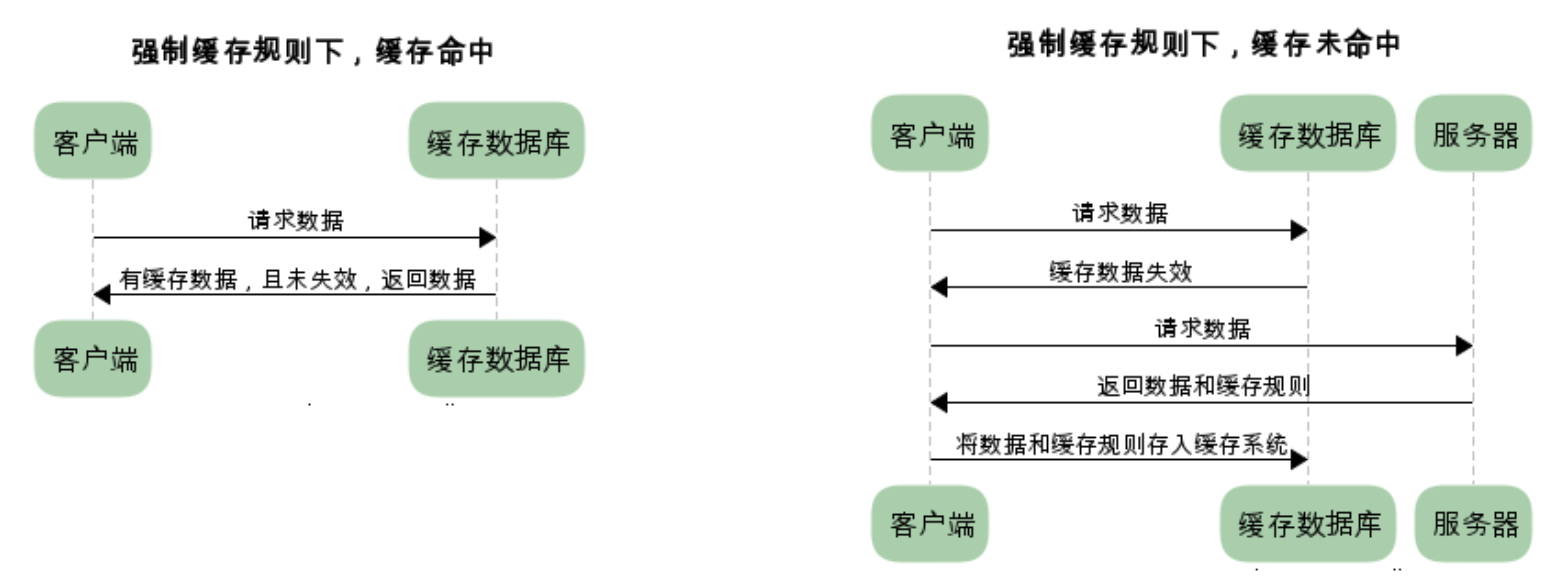 强制缓存规则下，缓存命中
客户端
缓存数据库
请求数据
有缓存数据，且未失效，返回数据
客户端
缓存数据库
强制缓存规则下，缓存未命中
客户端
缓存数据库
服务器
请求数据
缓存数据失效
请求数据
返回数据和缓存规则
将数据和缓存规则存入缓存系统
客户端
缓存数据库
服务器